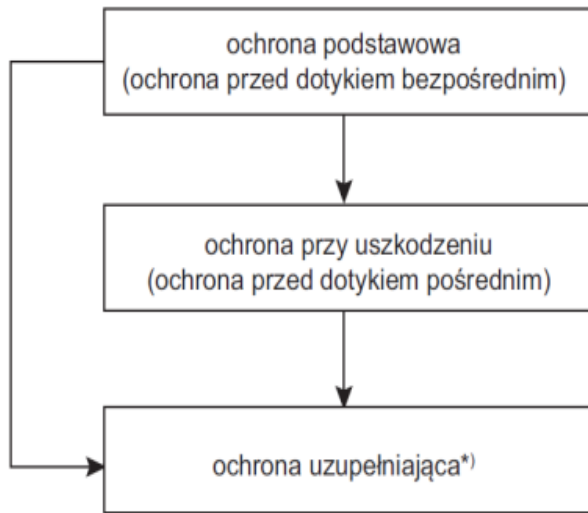 ochrona podstawowa
(ochrona przed dotykiem bezpośrednim)
ochrona przy uszkodzeniu
(ochrona przed dotykiem pośrednim)
ochrona uzupełniająca*)